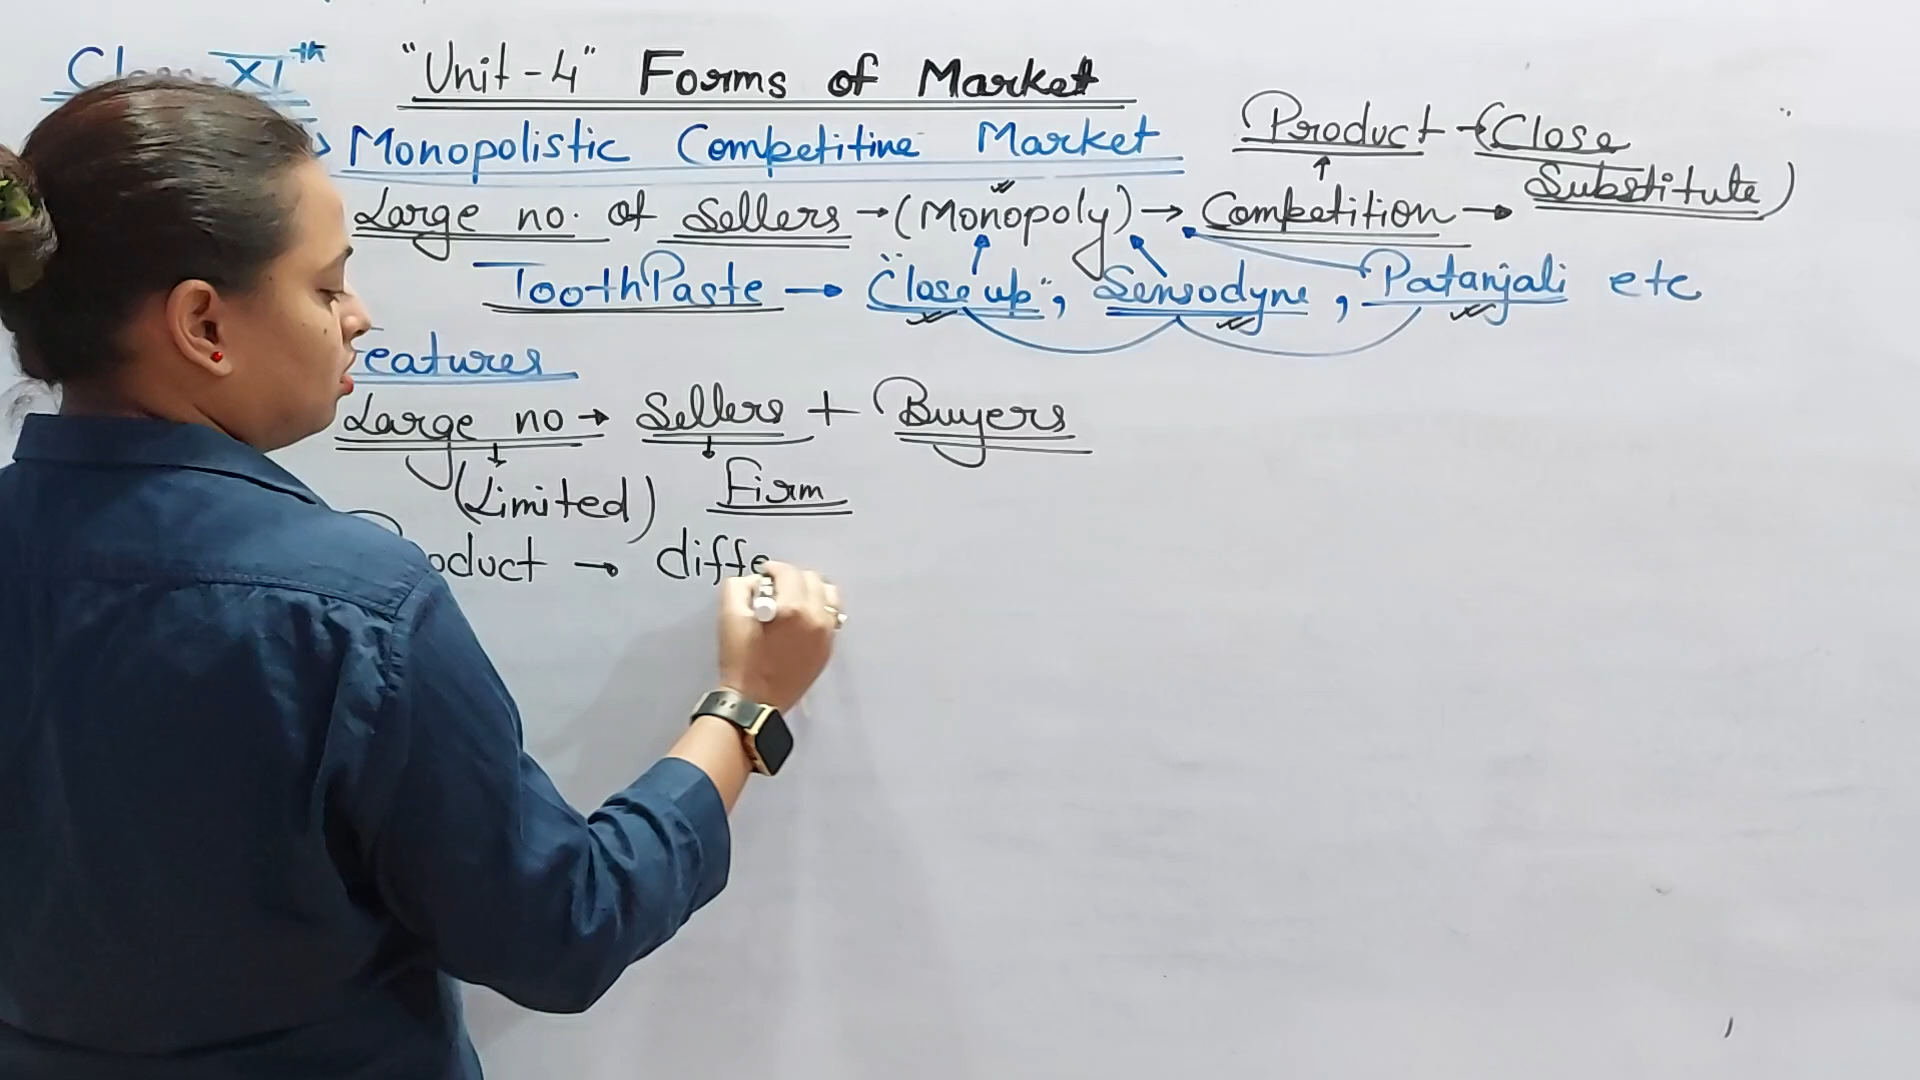 XIth "Unit-4" Forms of Market
Monopolistic Competitive Market
Product → (Close
Substitute)
Large no. of Sellers → (Monopoly) → Competition →
ToothPaste → "Close up", Sensodyne, Patanjali etc
eatures
Large no → Sellers + Buyers
(Limited) Firm
oduct → diffe